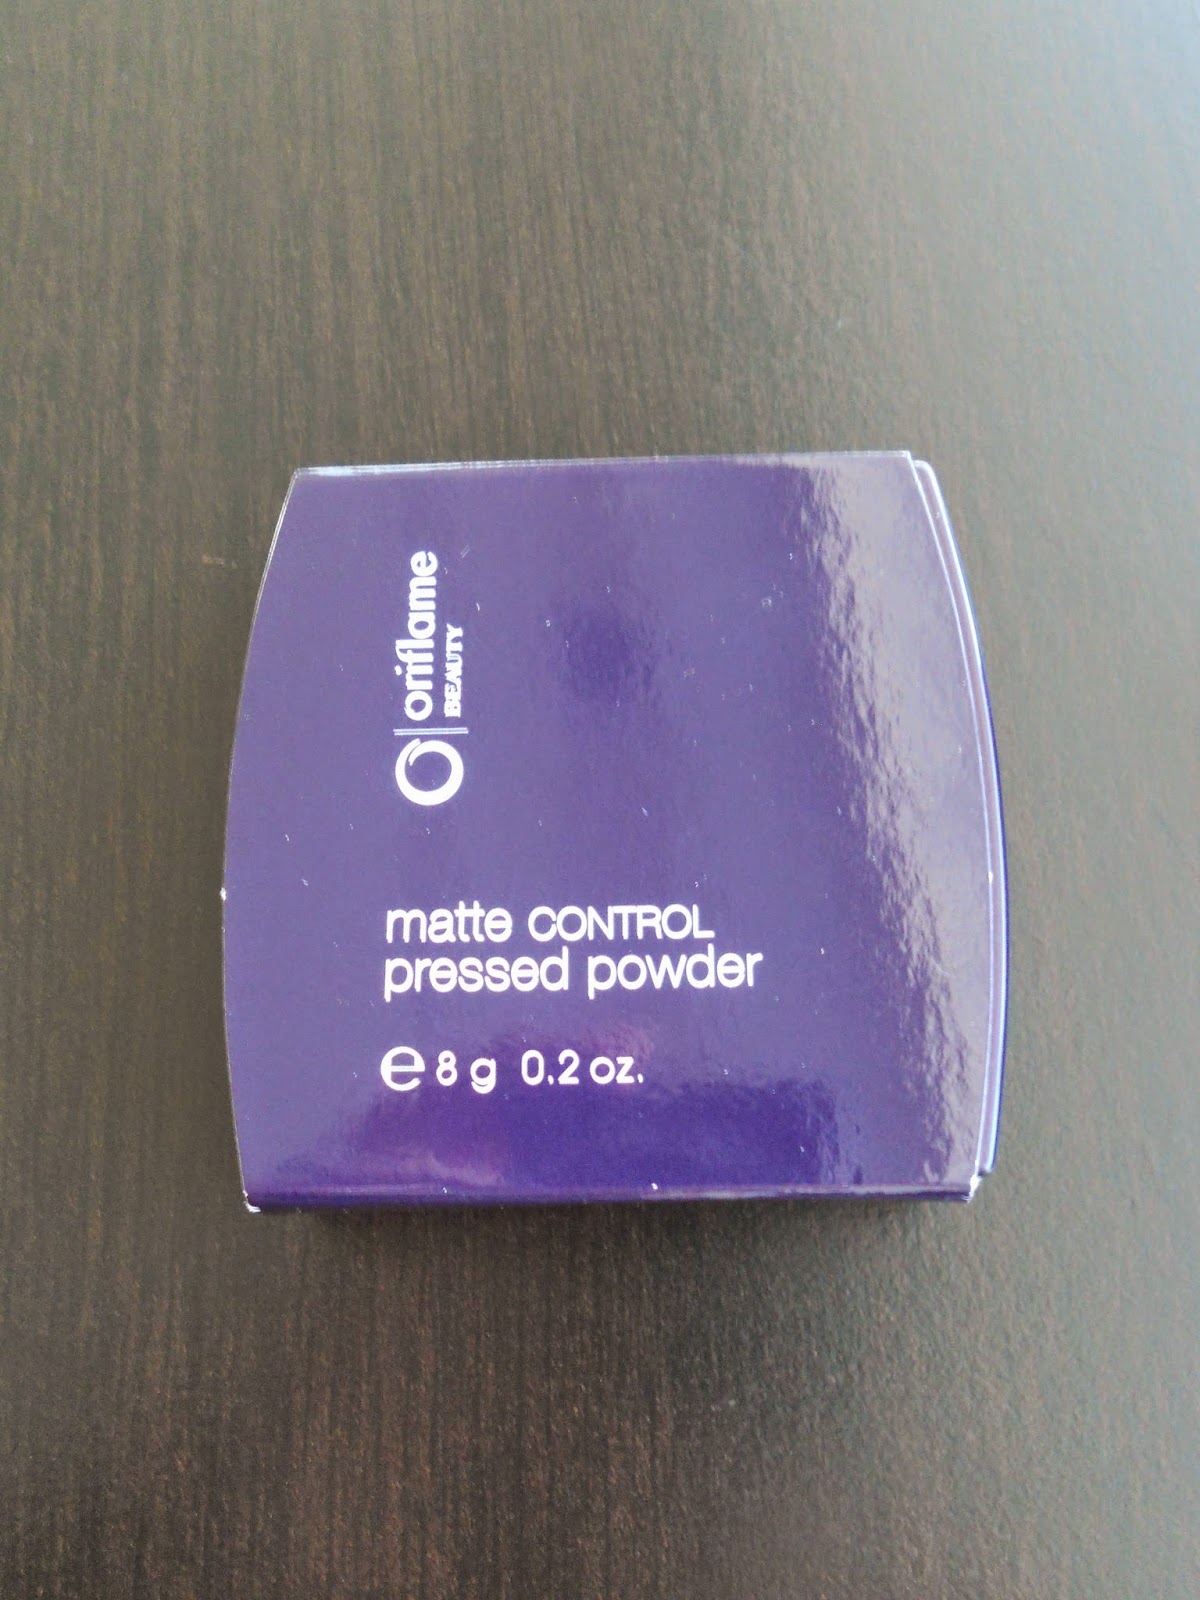 oriflame
BEAUTY
matte CONTROL
pressed powder
e 8 g 0.2 oz.